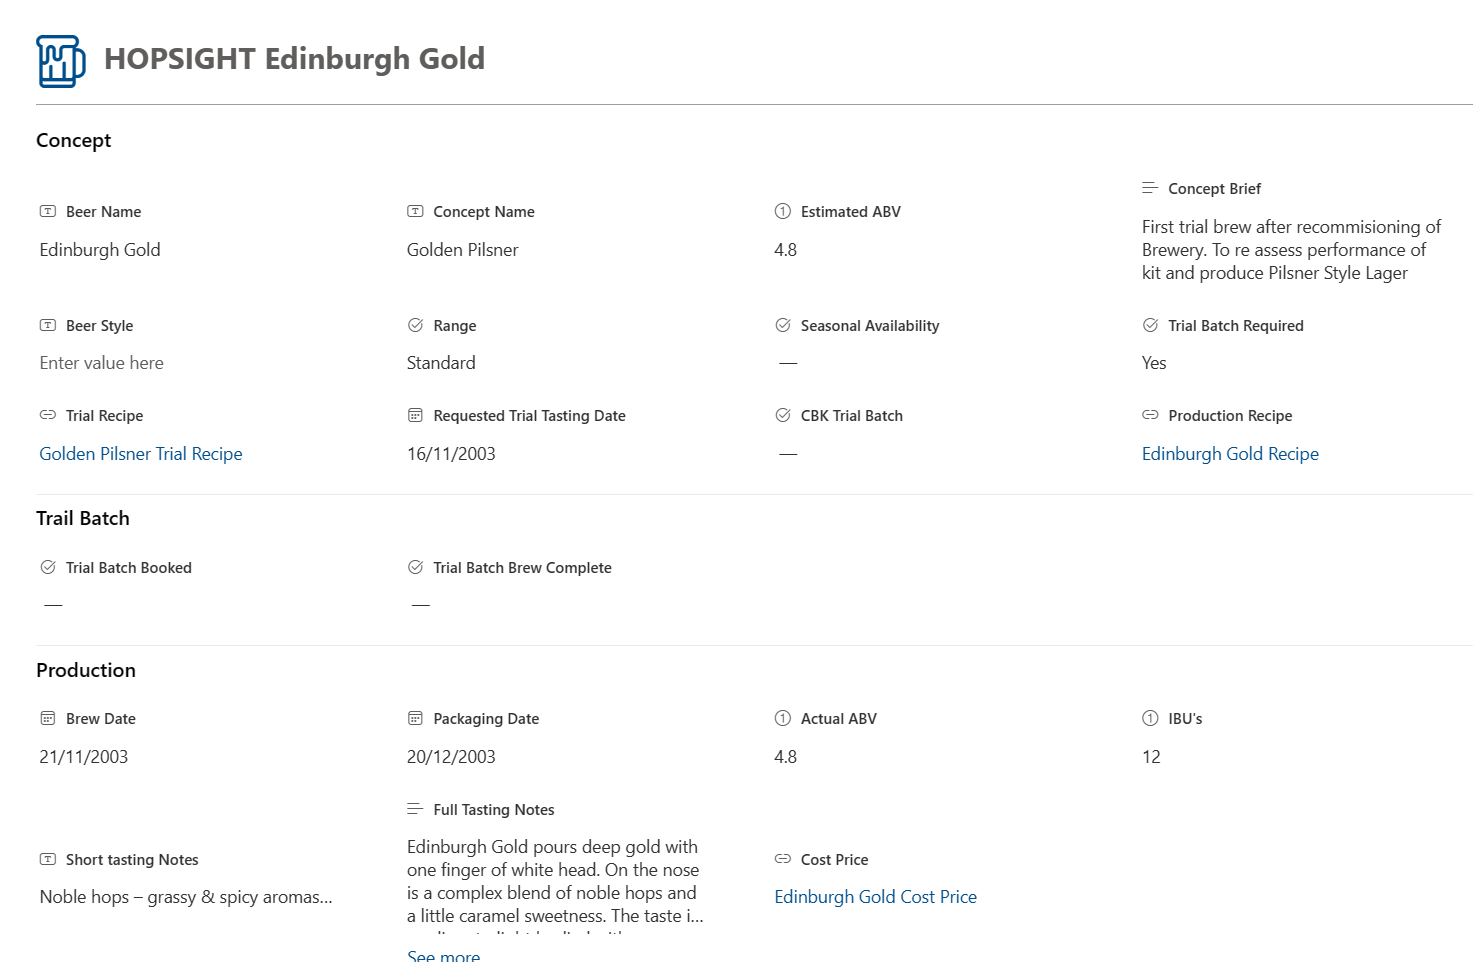 HOPSIGHT Edinburgh Gold
Concept
Beer Name
Edinburgh Gold
Concept Name
Golden Pilsner
Estimated ABV
4.8
Concept Brief
First trial brew after recommisioning of
Brewery. To re assess performance of
kit and produce Pilsner Style Lager
Beer Style
Enter value here
Range
Standard
Seasonal Availability
—
Trial Batch Required
Yes
Trial Recipe
Golden Pilsner Trial Recipe
Requested Trial Tasting Date
16/11/2003
CBK Trial Batch
—
Production Recipe
Edinburgh Gold Recipe
Trail Batch
Trial Batch Booked
—
Trial Batch Brew Complete
—
Production
Brew Date
21/11/2003
Packaging Date
20/12/2003
Actual ABV
4.8
IBU's
12
Short tasting Notes
Noble hops – grassy & spicy aromas...
Full Tasting Notes
Edinburgh Gold pours deep gold with
one finger of white head. On the nose
is a complex blend of noble hops and
a little caramel sweetness. The taste i...
See more
Cost Price
Edinburgh Gold Cost Price